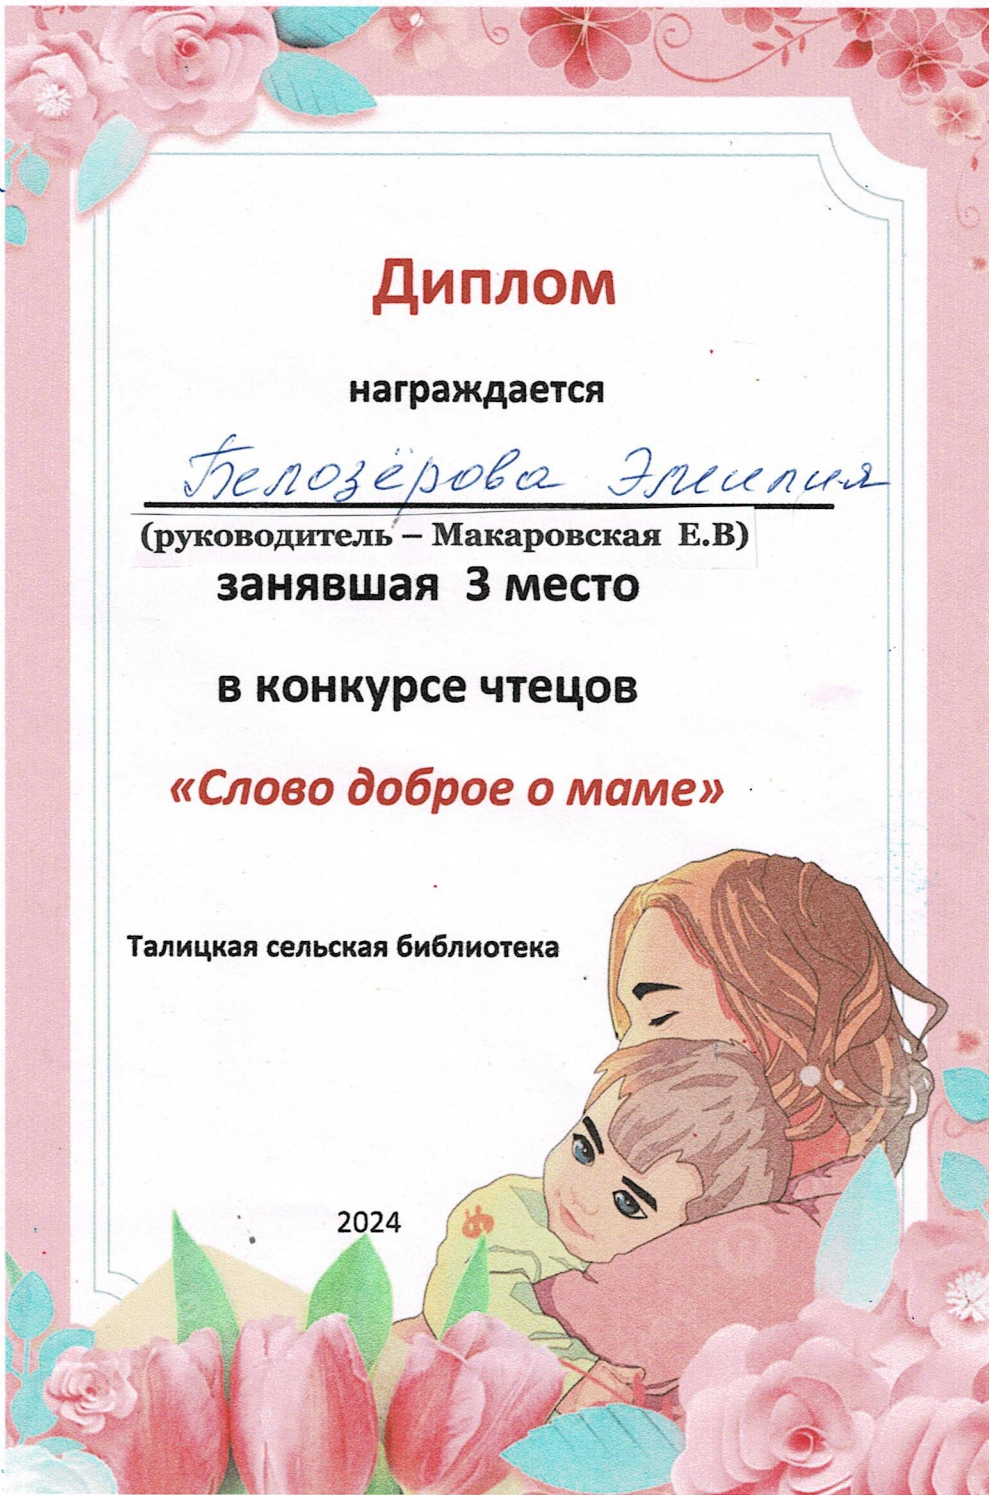 Диплом
награждается
Белозёрова Эмилия
(руководитель – Макаровская Е.В)
занявшая 3 место
в конкурсе чтецов
«Слово доброе о маме»
Талицкая сельская библиотека
2024